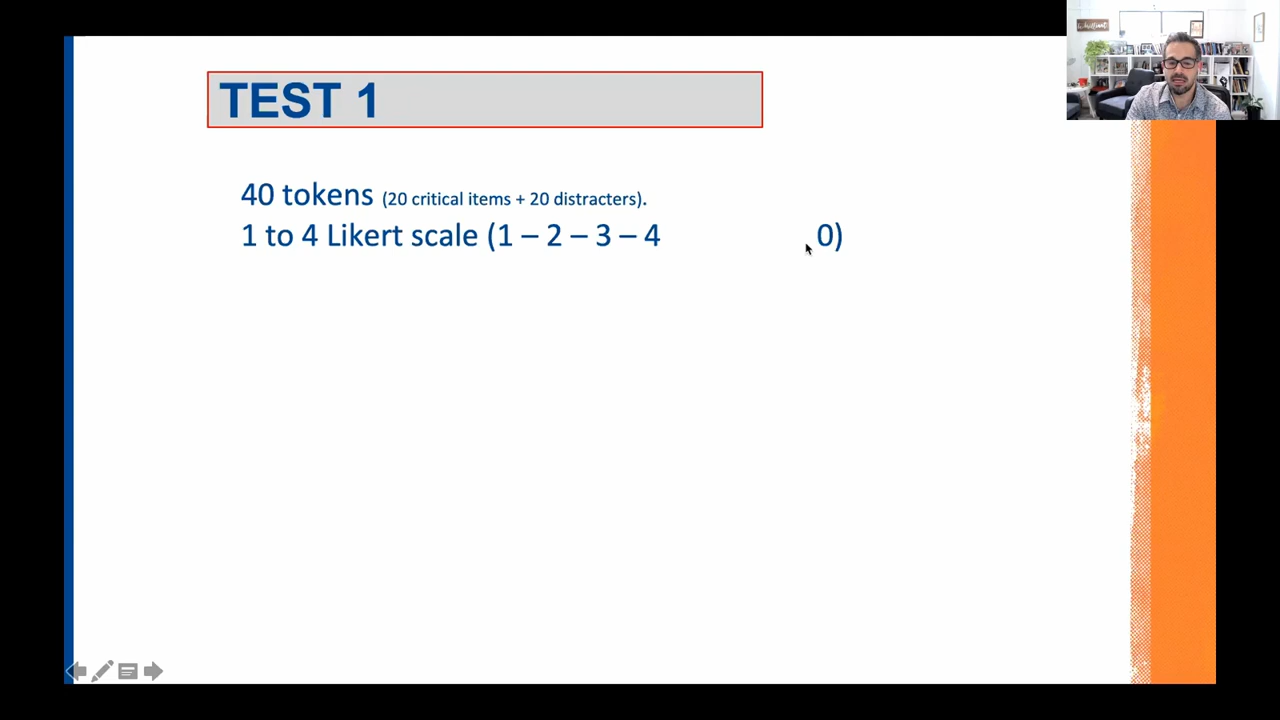 TEST 1
40 tokens (20 critical items + 20 distracters).
1 to 4 Likert scale (1 – 2 – 3 – 4 0)